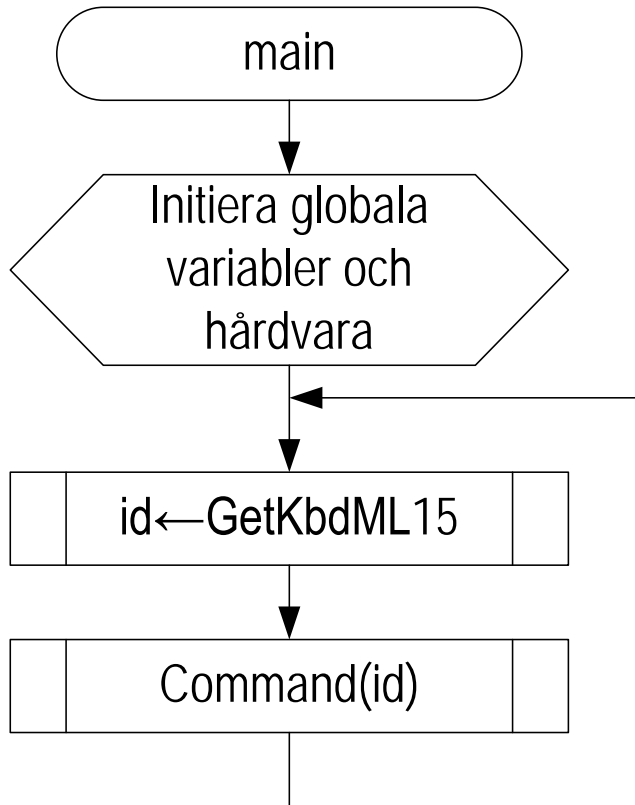 main
Initiera globala
variabler och
hårdvara
id←GetKbdML15
Command(id)